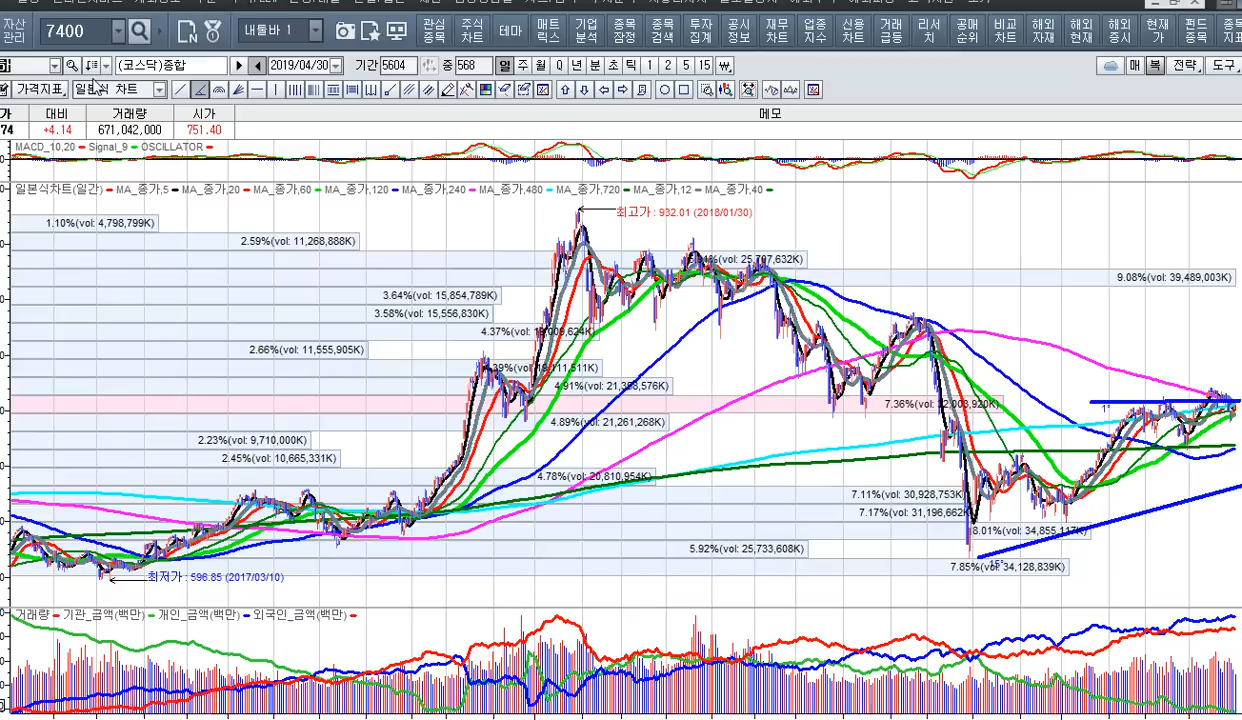 자산 관리
7400
내툴바 1
관심 종목
주식 차트
테마
매트 릭스
기업 분석
종목 잠정
종목 검색
투자 집계
공시 정보
재무 차트
업종 지수
신용 차트
거래 급등
리서 치
공매 순위
비교 차트
해외 자재
해외 현재
해외 증시
현재 가
펀드 종목
(코스닥)종합
2019/04/30
기간 5604
중 568
일 주 월 Q 년 분 초 틱 1 2 5 15
매 복 전략, 도구,
가격지표,
차트
가 대비 거래량 시가 메모
74 +4.14 671,042,000 751.40
MACD_10,20 Signal_9 OSCILLATOR
일본식차트(일간) MA_종가,5 MA_종가,20 MA_종가,60 MA_종가,120 MA_종가,240 MA_종가,480 MA_종가,720 MA_종가,12 MA_종가,40
최고가 : 932.01 (2018/01/30)
1.10%(vol: 4,798,799K)
2.59%(vol: 11,268,888K)
9.08%(vol: 39,489,003K)
3.64%(vol: 15,854,789K)
3.58%(vol: 15,556,830K)
2.66%(vol: 11,555,905K)
7.36%
4.89%(vol: 21,261,268K)
1°
2.23%(vol: 9,710,000K)
2.45%(vol: 10,665,331K)
4.78%(vol: 20,810,954K)
7.11%(vol: 30,928,753K)
7.17%(vol: 31,196,662K)
8.01%(vol: 34,855,117K)
5.92%(vol: 25,733,608K)
7.85%(vol: 34,128,839K)
15°
최저가 : 596.85 (2017/03/10)
거래량 기관_금액(백만) 개인_금액(백만) 외국인_금액(백만)